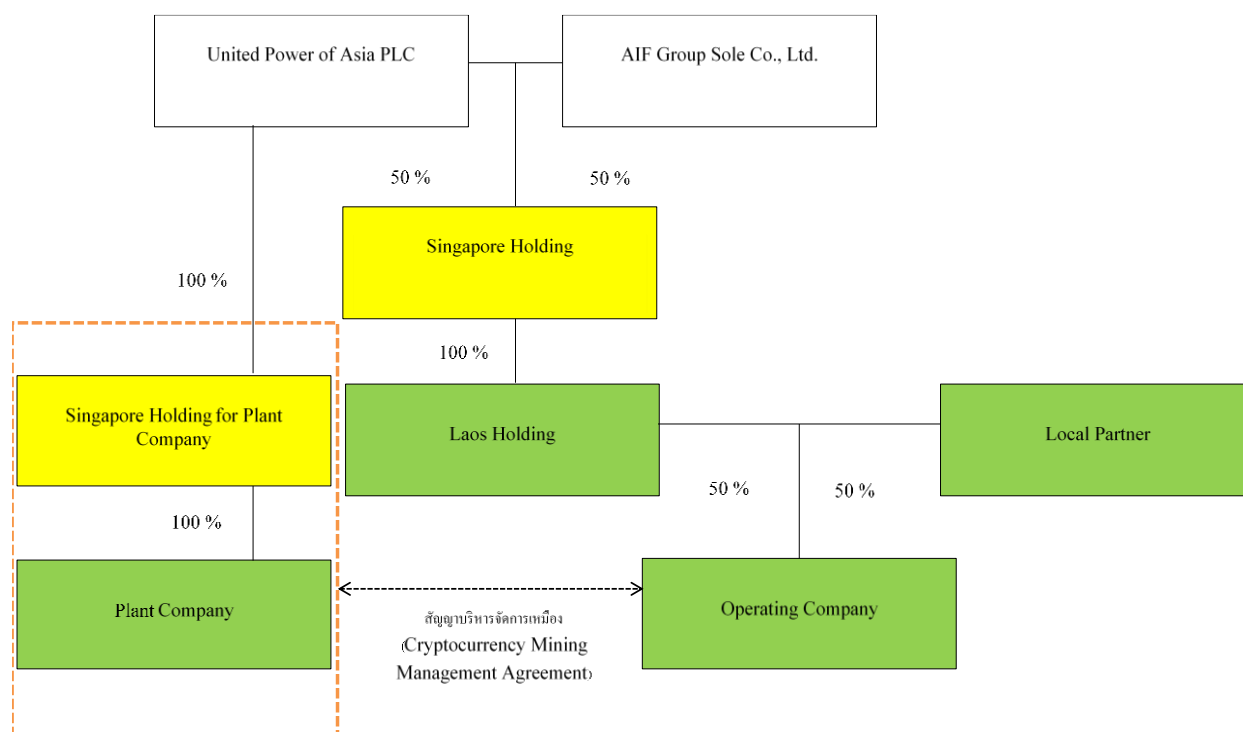 United Power of Asia PLC
AIF Group Sole Co., Ltd.
50 %
50 %
Singapore Holding
100 %
100 %
Singapore Holding for Plant
Company
Laos Holding
Local Partner
50 %
50 %
100 %
Plant Company
Operating Company
สัญญาบริหารจัดการเหมือง
(Cryptocurrency Mining
Management Agreement)